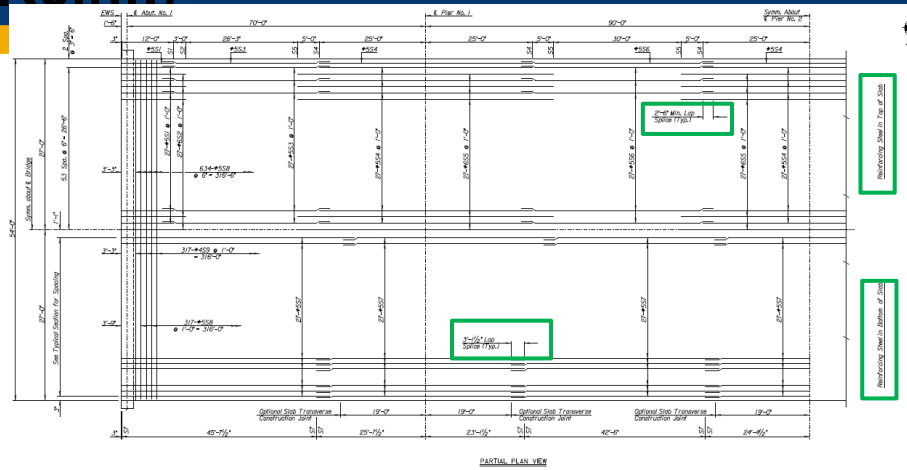 EWS
₵ Abut. No. 1
₵ Pier No. 1
Symm. About
₵ Pier No. 2
1'-6"
70'-0"
90'-0"
3"
12'-0"
3'-0"
26'-3"
5'-0"
25'-0"
25'-0"
5'-0"
30'-0"
5'-0"
25'-0"
2 Spa.
@ 3" = 6"
#5S1
S1
S2
#5S3
S5
S4
#5S4
S4
S5
#5S6
S5
S4
#5S4
27-#5S1 @ 1'-0"
27-#6S2 @ 1'-0"
27-#5S3 @ 1'-0"
27-#5S4 @ 1'-0"
27-#6S5 @ 1'-0"
27-#5S6 @ 1'-0"
27-#6S5 @ 1'-0"
27-#5S4 @ 1'-0"
2'-6" Min. Lap
Splice (Typ.)
Reinforcing Steel in Top of Slab
53 Spa. @ 6" = 26'-6"
27'-0"
Symm. about ₵ Bridge
54'-0"
3'-3"
634-#5S8
@ 6" = 316'-6"
3'-3"
317-#4S9 @ 1'-0"
= 316'-0"
3'-0"
317-#5S8
@ 1'-0" = 316'-0"
27'-0"
See Typical Section for Spacing
3"
27-#5S7
27-#5S7
27-#5S7
27-#5S7
3'-1½" Lap
Splice (Typ.)
Reinforcing Steel in Bottom of Slab
Optional Slab Transverse
Construction Joint
19'-0"
19'-0"
Optional Slab Transverse
Construction Joint
Optional Slab Transverse
Construction Joint
19'-0"
3"
S7
45'-7½"
S7
25'-7½"
23'-1½"
S7
42'-6"
S7
24'-4½"
PARTIAL PLAN VIEW